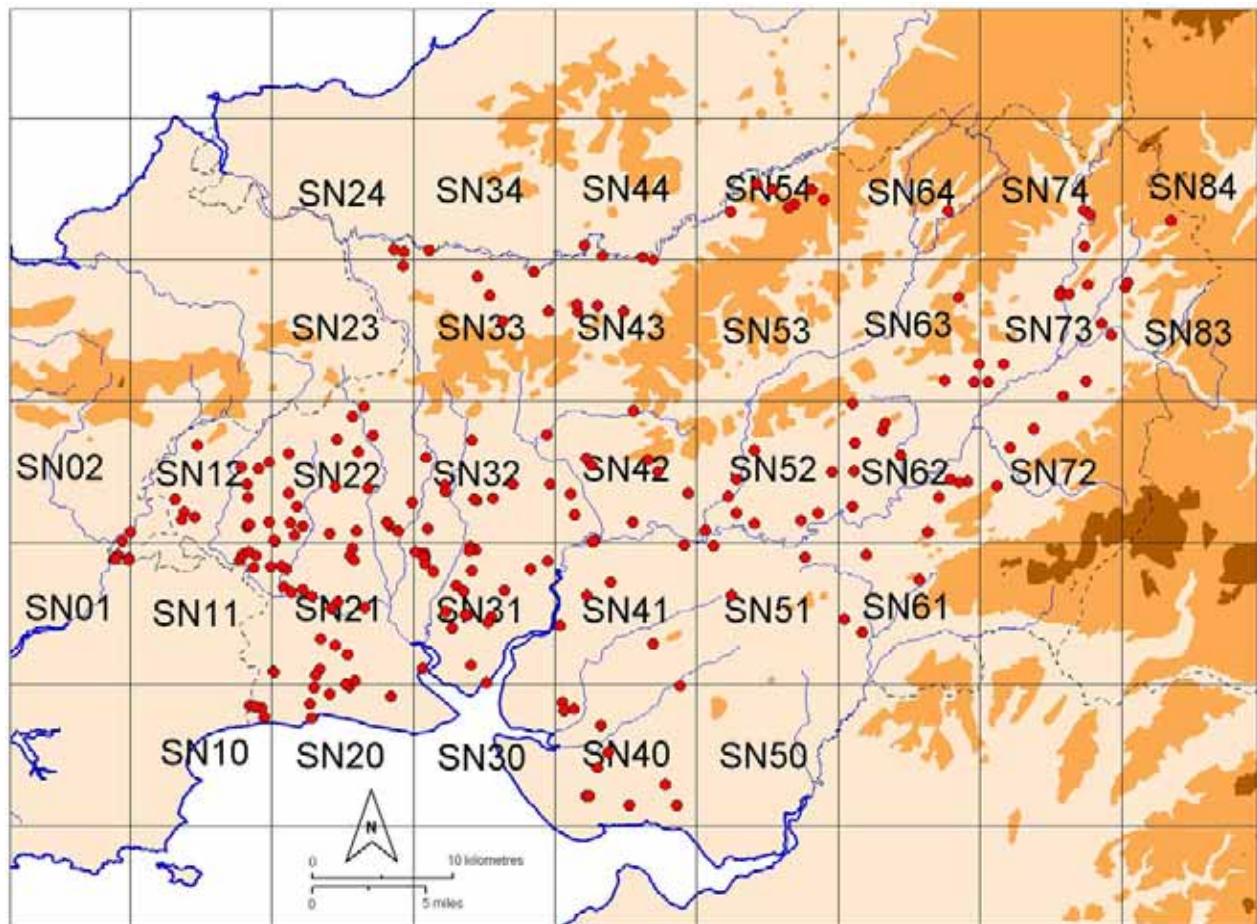 SN24 SN34 SN44 SN54 SN64 SN74 SN84
SN23 SN33 SN43 SN53 SN63 SN73 SN83
SN02 SN12 SN22 SN32 SN42 SN52 SN62 SN72
SN01 SN11 SN21 SN31 SN41 SN51 SN61
SN10 SN20 SN30 SN40 SN50
N
0 10 kilometres
0 5 miles